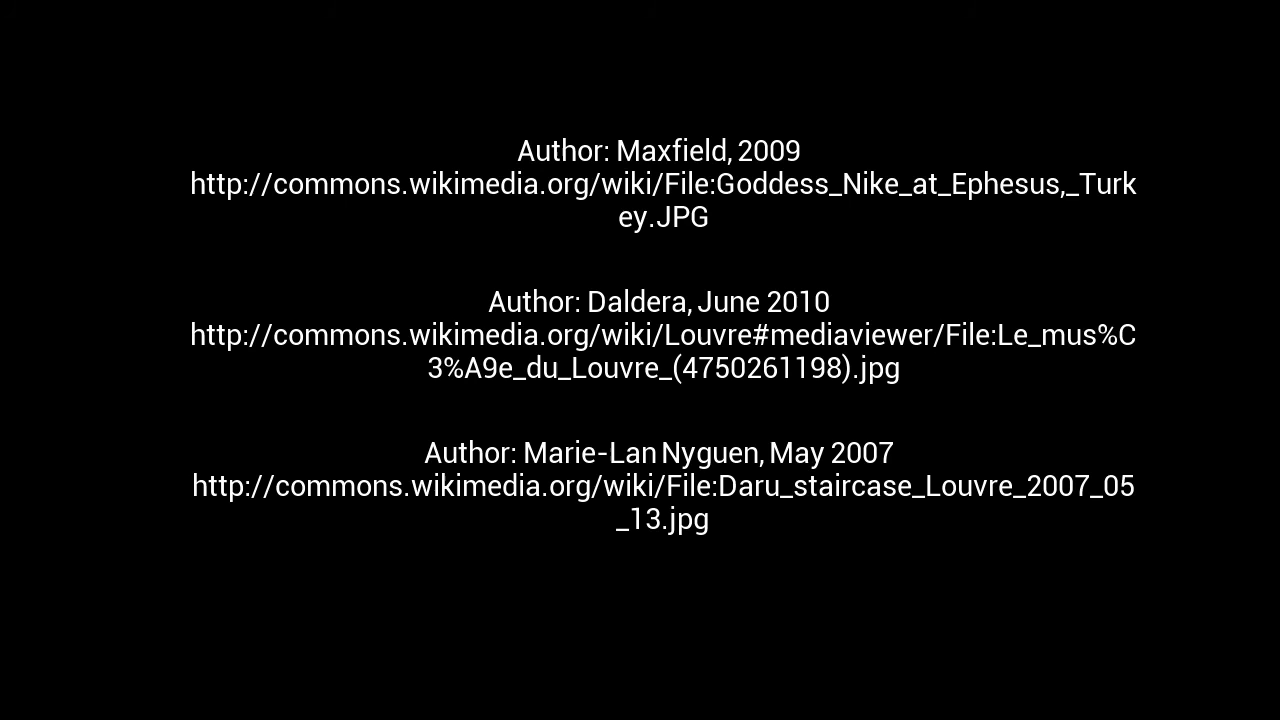 Author: Maxfield, 2009
http://commons.wikimedia.org/wiki/File:Goddess_Nike_at_Ephesus,_Turk
ey.JPG
Author: Daldera, June 2010
http://commons.wikimedia.org/wiki/Louvre#mediaviewer/File:Le_mus%C
3%A9e_du_Louvre_(4750261198).jpg
Author: Marie-Lan Nyguen, May 2007
http://commons.wikimedia.org/wiki/File:Daru_staircase_Louvre_2007_05
_13.jpg